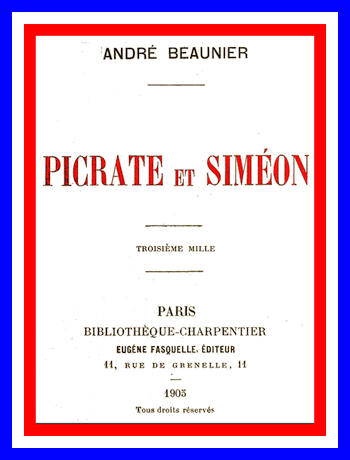 ANDRÉ BEAUNIER
PICRATE ET SIMÉON
TROISIÈME MILLE
PARIS
BIBLIOTHÈQUE-CHARPENTIER
EUGÈNE FASQUELLE, ÉDITEUR
11, RUE DE GRENELLE, 11
1905
Tous droits réservés